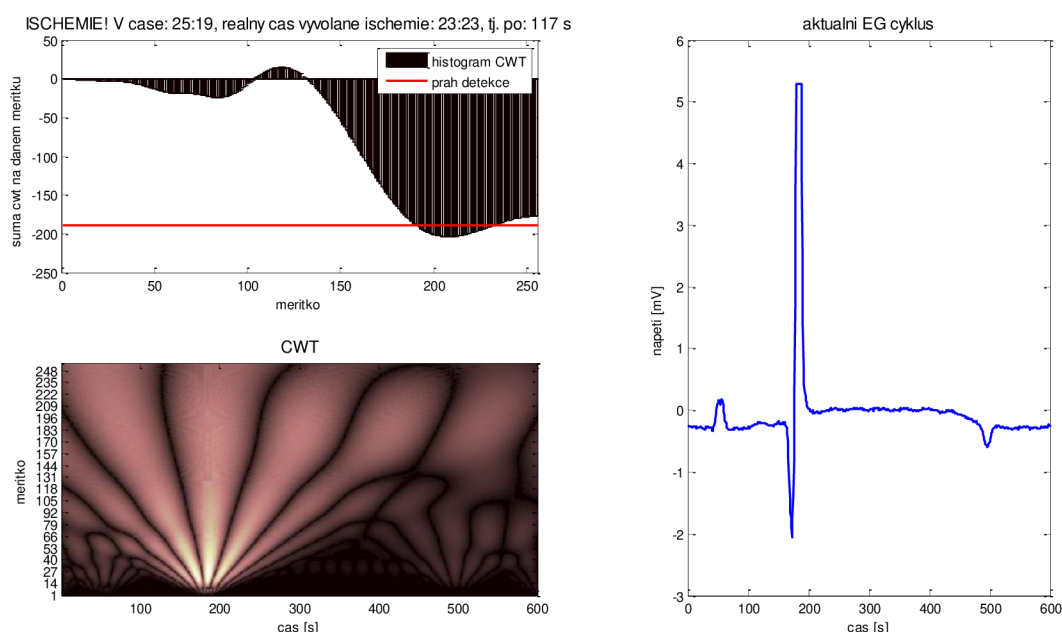 ISCHEMIE! V case: 25:19, realny cas vyvolane ischemie: 23:23, tj. po: 117 s
50
0
-50
-100
-150
-200
-250
suma cwt na danem meritku
histogram CWT
prah detekce
0 50 100 150 200 250
meritko
CWT
248
235
222
209
196
183
170
157
144
131
118
105
92
79
66
53
40
27
14
1
meritko
100 200 300 400 500 600
cas [s]
aktualni EG cyklus
6
5
4
3
2
1
0
-1
-2
-3
napeti [mV]
0 100 200 300 400 500 600
cas [s]